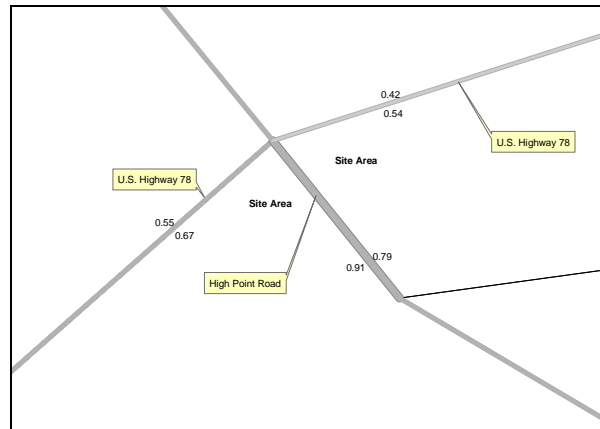 0.42
0.54
U.S. Highway 78
Site Area
U.S. Highway 78
Site Area
0.55
0.67
0.79
0.91
High Point Road